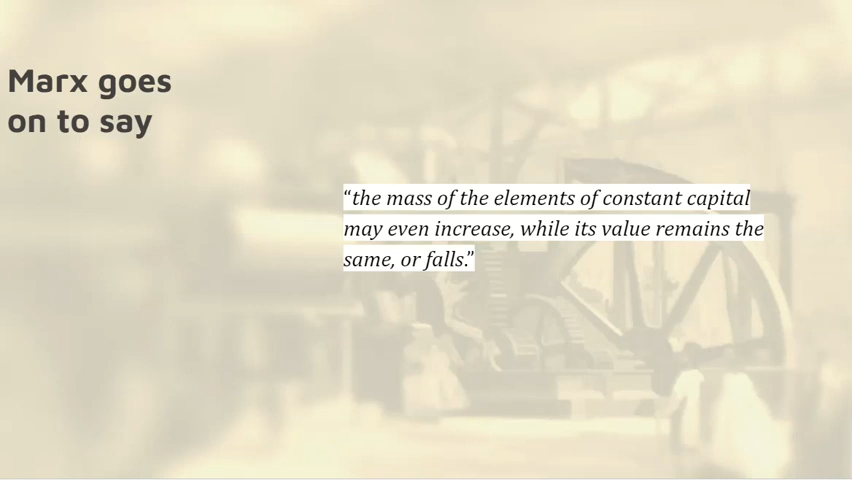 Marx goes
on to say
“the mass of the elements of constant capital
may even increase, while its value remains the
same, or falls.”